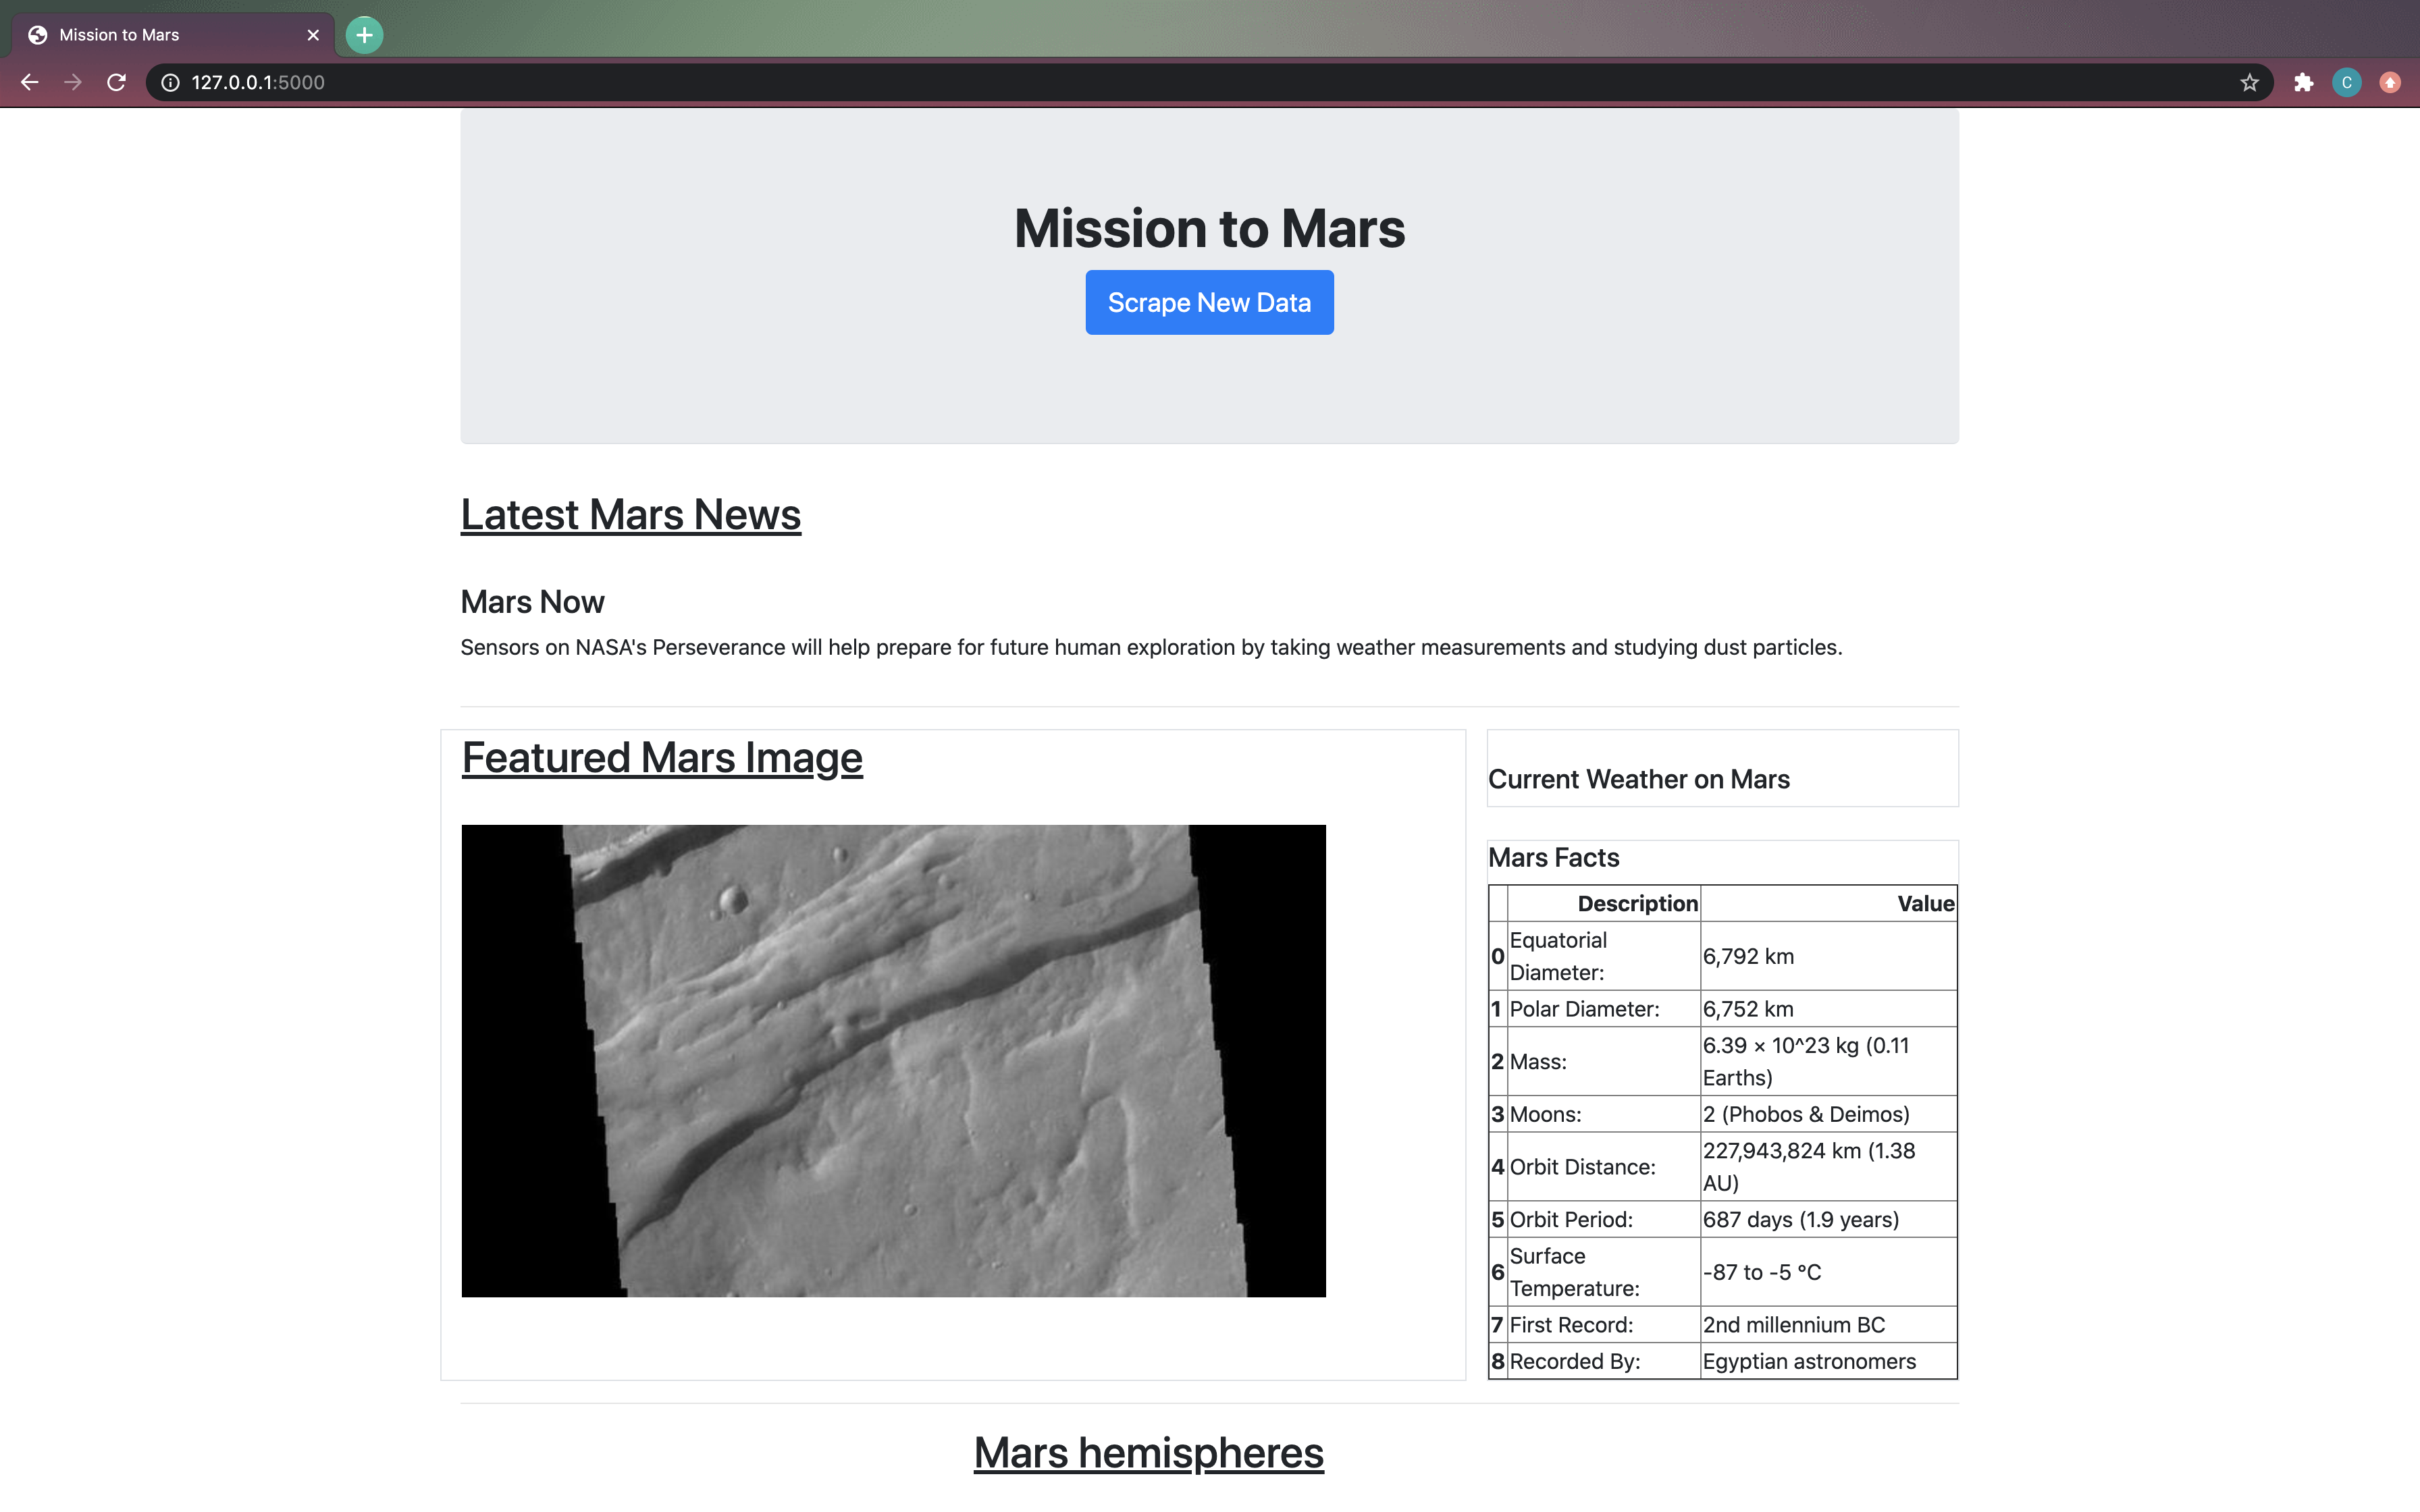 Mission to Mars
127.0.0.1:5000
C
Mission to Mars
Scrape New Data
Latest Mars News
Mars Now
Sensors on NASA's Perseverance will help prepare for future human exploration by taking weather measurements and studying dust particles.
Featured Mars Image
Current Weather on Mars
Mars Facts
Description Value
0 Equatorial Diameter: 6,792 km
1 Polar Diameter: 6,752 km
2 Mass: 6.39 × 10^23 kg (0.11 Earths)
3 Moons: 2 (Phobos & Deimos)
4 Orbit Distance: 227,943,824 km (1.38 AU)
5 Orbit Period: 687 days (1.9 years)
6 Surface Temperature: -87 to -5 °C
7 First Record: 2nd millennium BC
8 Recorded By: Egyptian astronomers
Mars hemispheres